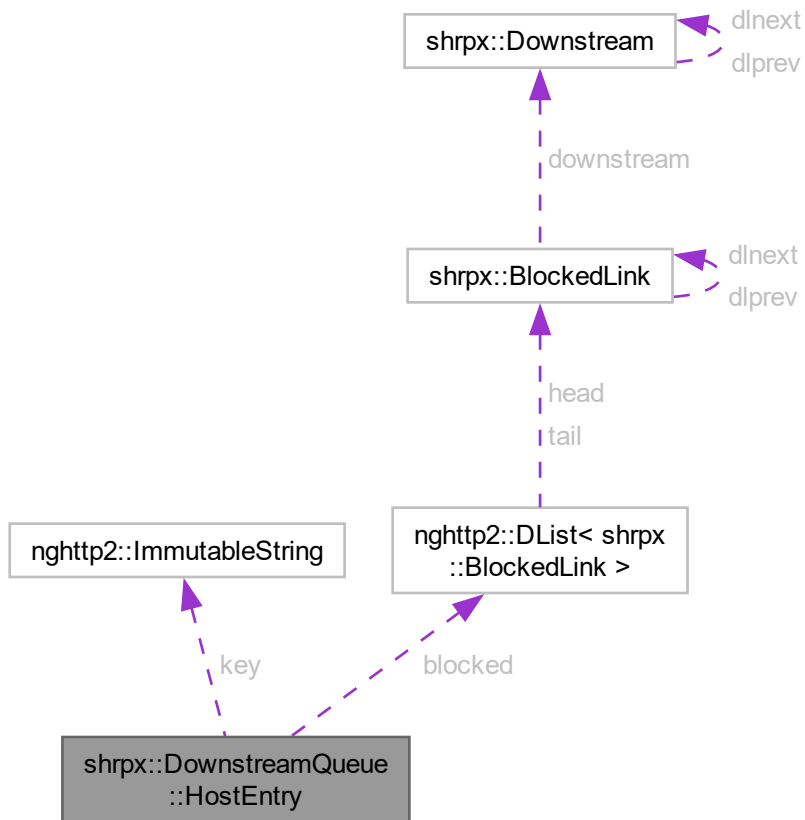 shrpx::Downstream
dlnext
dlprev
downstream
shrpx::BlockedLink
dlnext
dlprev
head
tail
nghttp2::ImmutableString
nghttp2::DList< shrpx
::BlockedLink >
key
blocked
shrpx::DownstreamQueue
::HostEntry